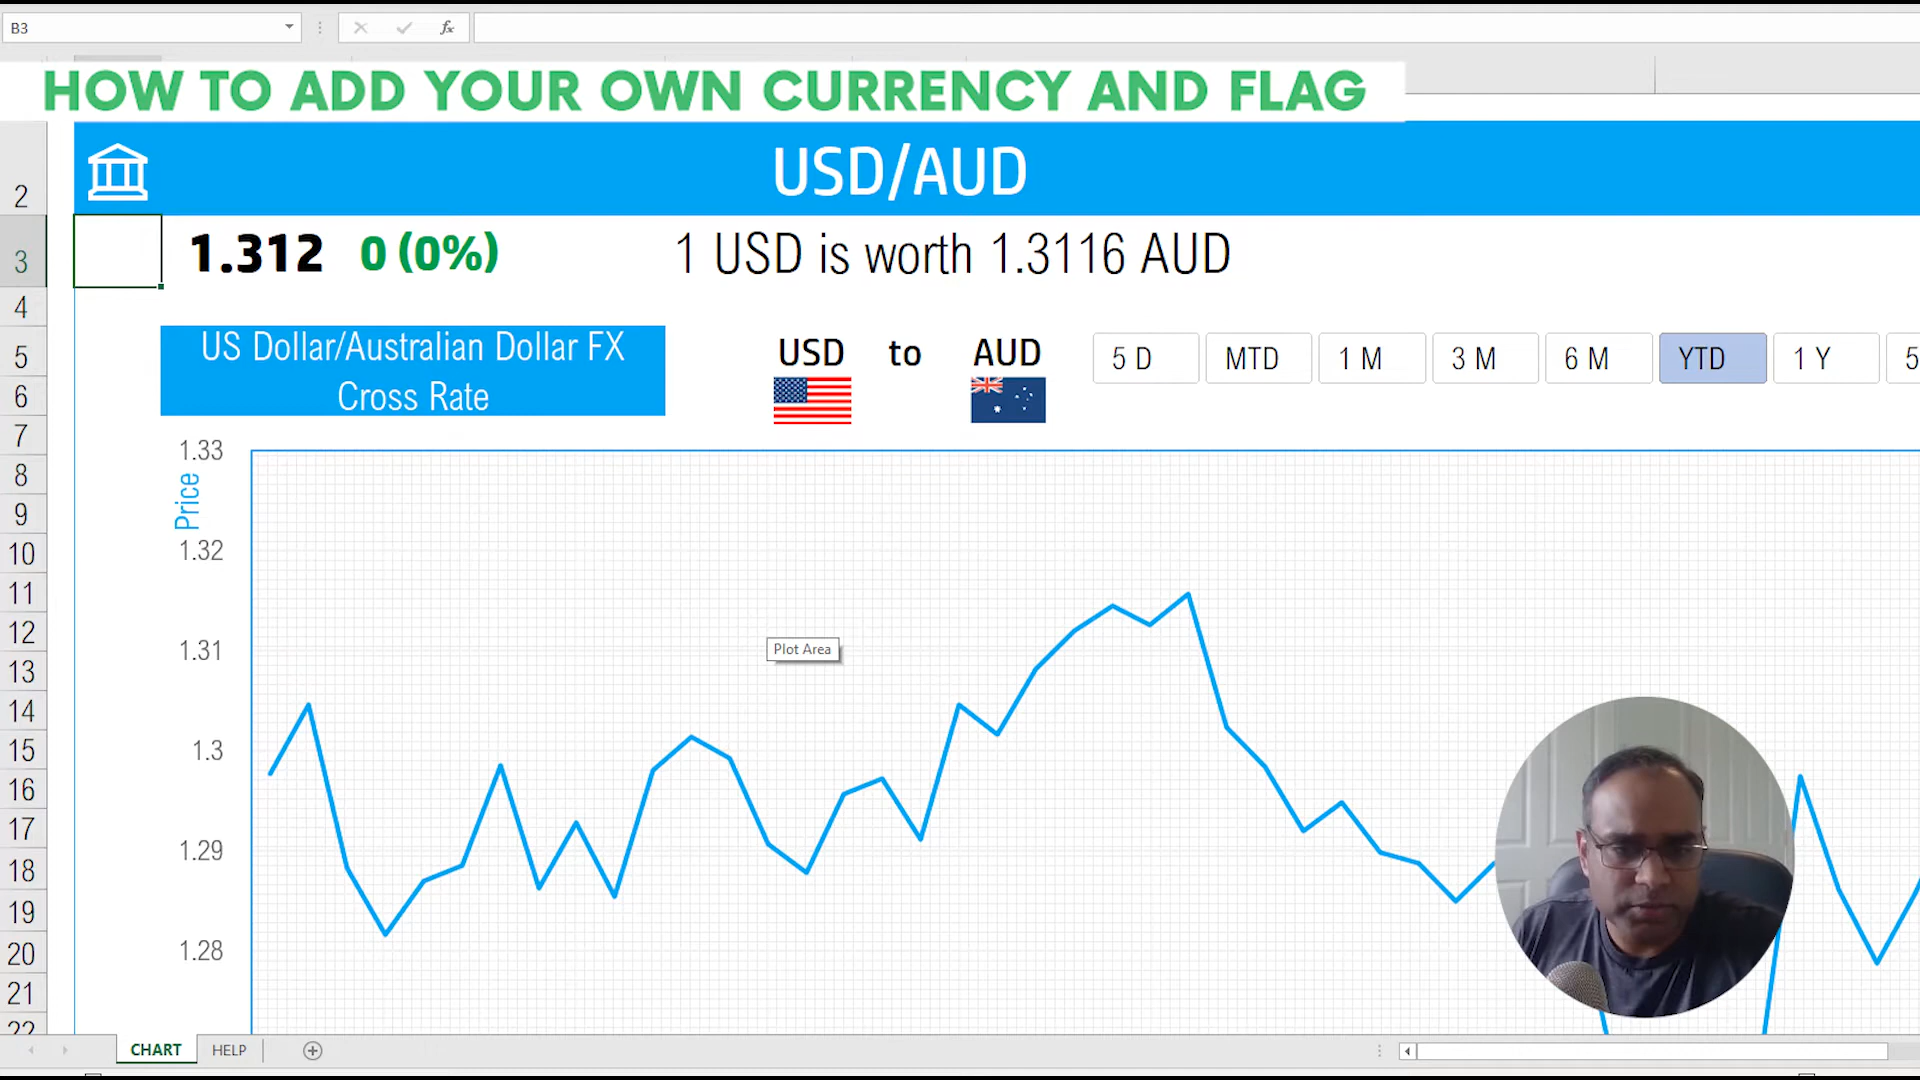 B3
fx
HOW TO ADD YOUR OWN CURRENCY AND FLAG
USD/AUD
1.312 0 (0%) 1 USD is worth 1.3116 AUD
US Dollar/Australian Dollar FX
Cross Rate
USD to AUD
5 D MTD 1 M 3 M 6 M YTD 1 Y 5
1.33
Price
1.32
1.31
Plot Area
1.3
1.29
1.28
2
3
4
5
6
7
8
9
10
11
12
13
14
15
16
17
18
19
20
21
22
CHART HELP